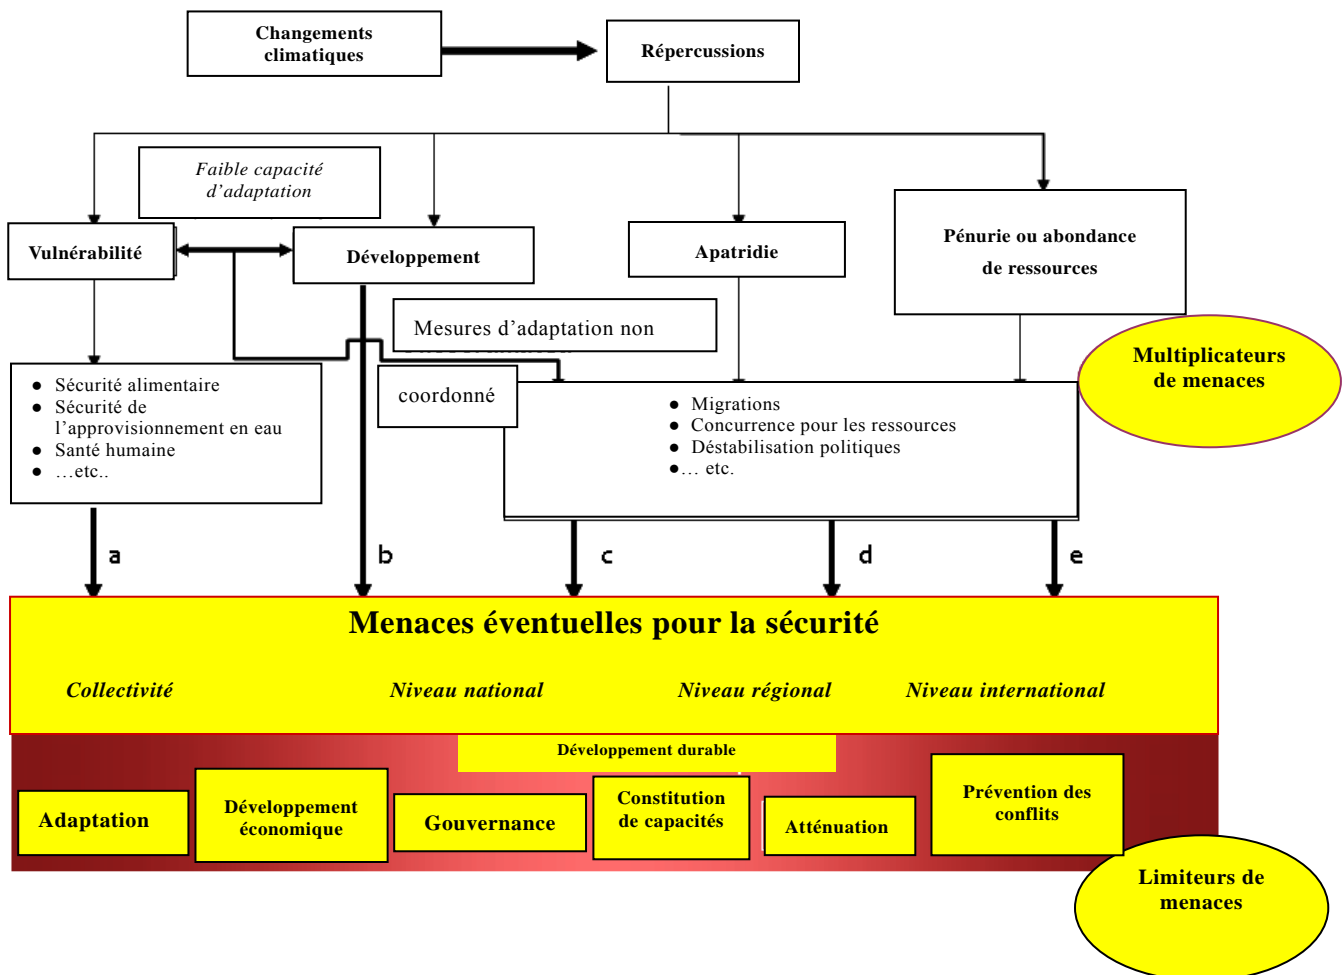 Changements
climatiques
Répercussions
Faible capacité
d’adaptation
Vulnérabilité
Développement
Apatridie
Pénurie ou abondance
de ressources
Mesures d’adaptation non
coordonné
Multiplicateurs
de menaces
● Sécurité alimentaire
● Sécurité de
l’approvisionnement en eau
● Santé humaine
● …etc..
● Migrations
● Concurrence pour les ressources
● Déstabilisation politiques
●… etc.
a
b
c
d
e
Menaces éventuelles pour la sécurité
Collectivité
Niveau national
Niveau régional
Niveau international
Développement durable
Adaptation
Développement
économique
Gouvernance
Constitution
de capacités
Atténuation
Prévention des
conflits
Limiteurs de
menaces